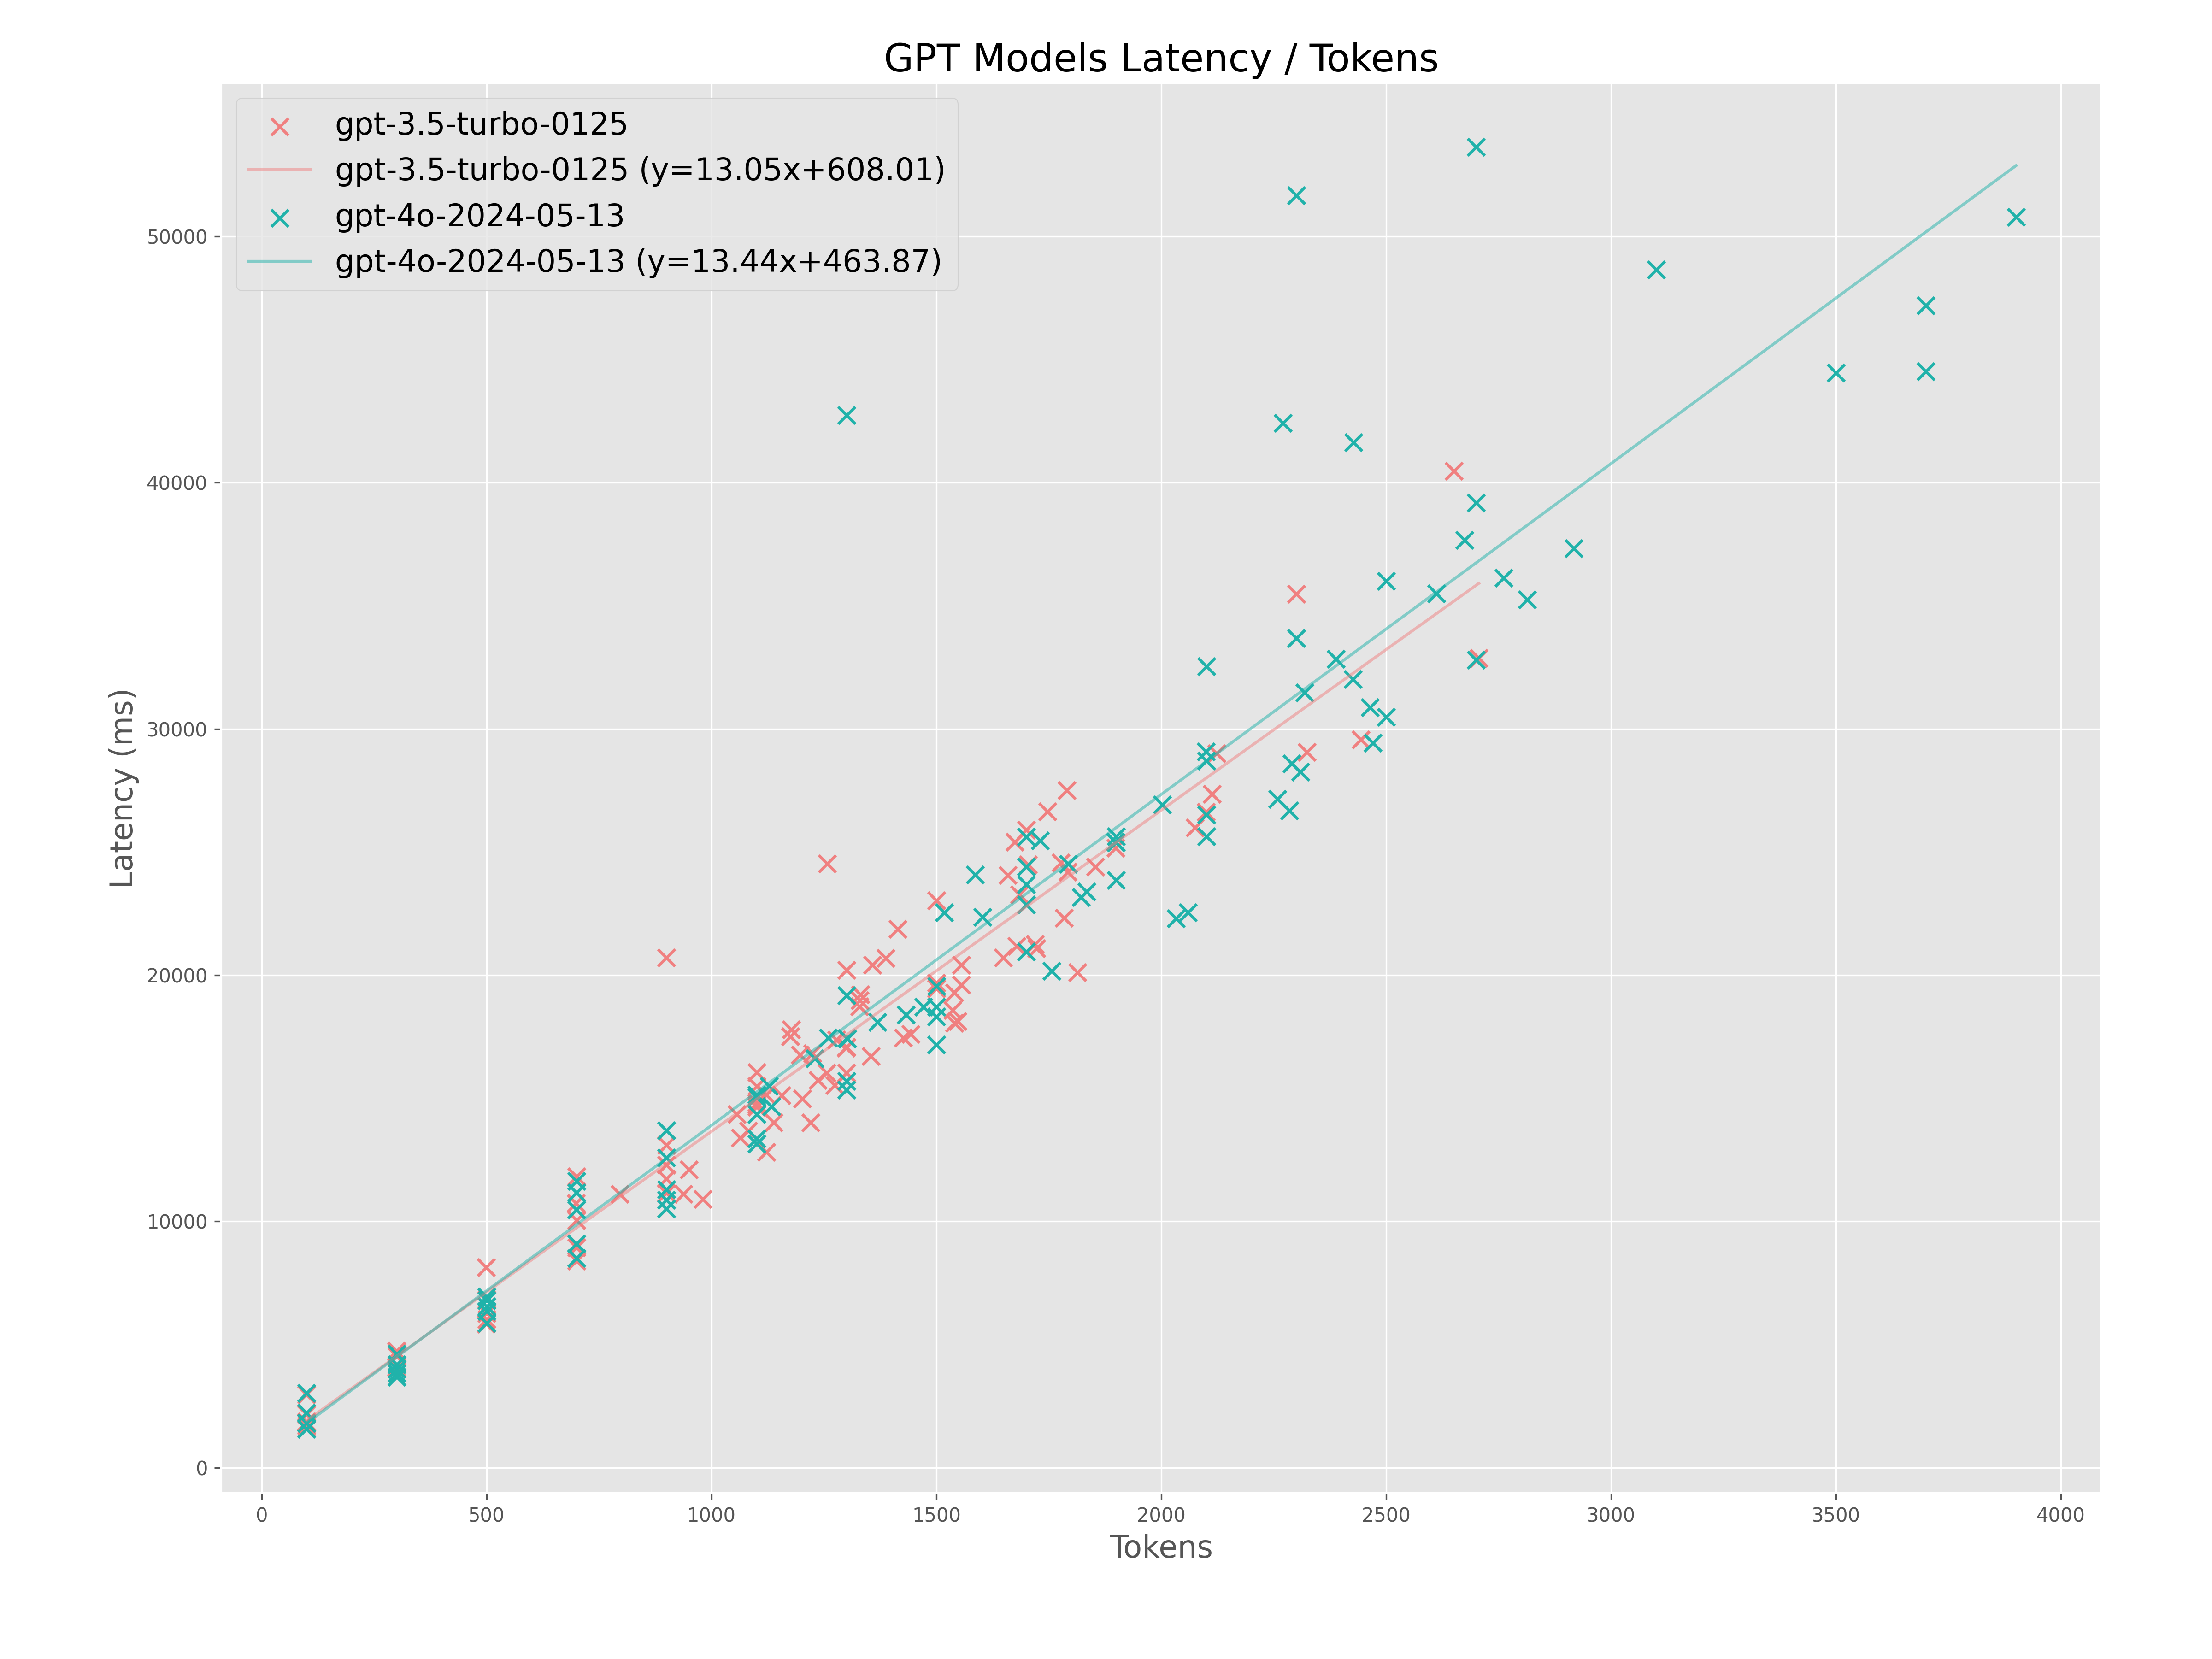 GPT Models Latency / Tokens
gpt-3.5-turbo-0125
gpt-3.5-turbo-0125 (y=13.05x+608.01)
gpt-4o-2024-05-13
gpt-4o-2024-05-13 (y=13.44x+463.87)
50000
40000
30000
20000
10000
0
Latency (ms)
0 500 1000 1500 2000 2500 3000 3500 4000
Tokens